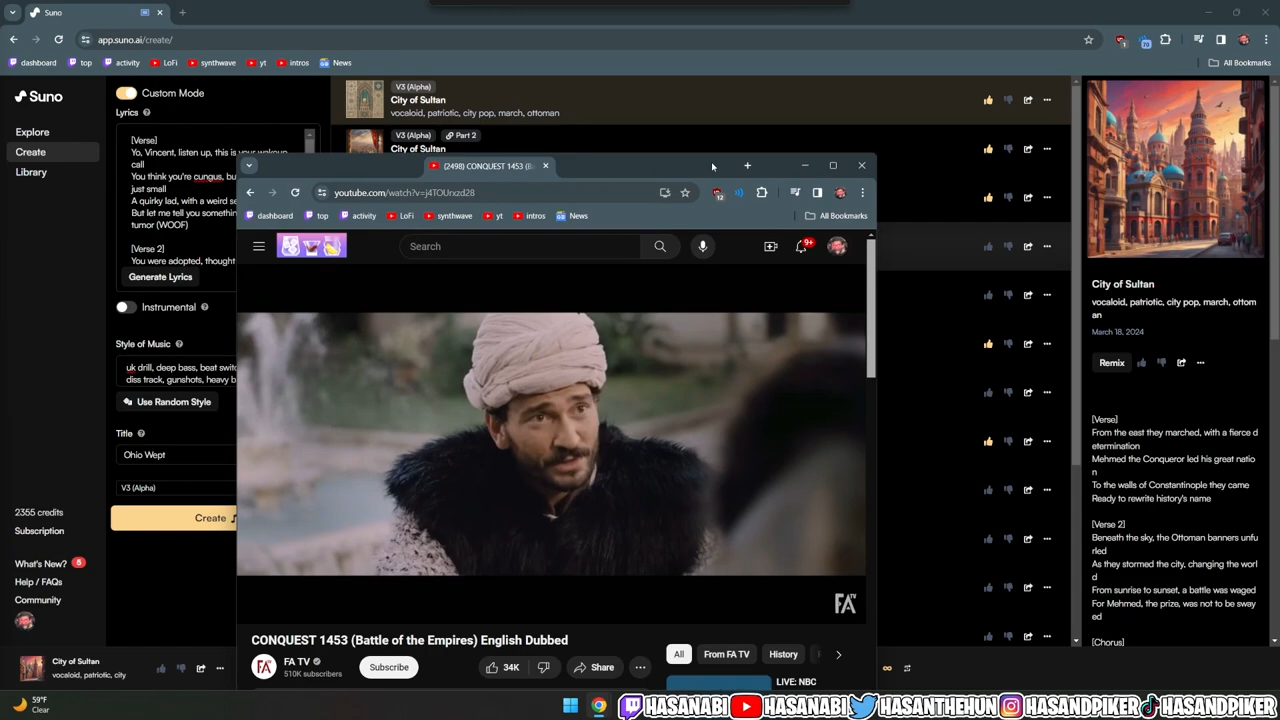 Suno
app.suno.ai/create/
dashboard
top
activity
LoFi
synthwave
yt
intros
News
All Bookmarks
Suno
Explore
Create
Library
2355 credits
Subscription
What's New?
5
Help / FAQs
Community
Custom Mode
Lyrics
[Verse]
Yo, Vincent, listen up, this is your wakeup
call
You think you're cungus, bu
just small
A quirky lad, with a weird se
But let me tell you somethin
tumor (WOOF)
[Verse 2]
You were adopted, thought
Generate Lyrics
Instrumental
Style of Music
uk drill, deep bass, beat switc
diss track, gunshots, heavy b
Use Random Style
Title
Ohio Wept
V3 (Alpha)
Create
V3 (Alpha)
City of Sultan
vocaloid, patriotic, city pop, march, ottoman
V3 (Alpha)
Part 2
City of Sultan
(2498) CONQUEST 1453 (B
youtube.com/watch?v=j4TOUrxzd28
12
dashboard
top
activity
LoFi
synthwave
yt
intros
News
All Bookmarks
Search
9+
FA TV
CONQUEST 1453 (Battle of the Empires) English Dubbed
FA
FA TV
510K subscribers
Subscribe
34K
Share
All
From FA TV
History
LIVE: NBC
City of Sultan
vocaloid, patriotic, city pop, march, ottom
an
March 18, 2024
Remix
[Verse]
From the east they marched, with a fierce d
etermination
Mehmed the Conqueror led his great natio
n
To the walls of Constantinople they came
Ready to rewrite history's name
[Verse 2]
Beneath the sky, the Ottoman banners unfu
rled
As they stormed the city, changing the worl
d
From sunrise to sunset, a battle was waged
For Mehmed, the prize, was not to be sway
ed
[Chorus]
City of Sultan
vocaloid, patriotic, city
59°F
Clear
HASANABI
HASANABI
HASANTHEHUN
HASANDPIKER
HASANDPIKER